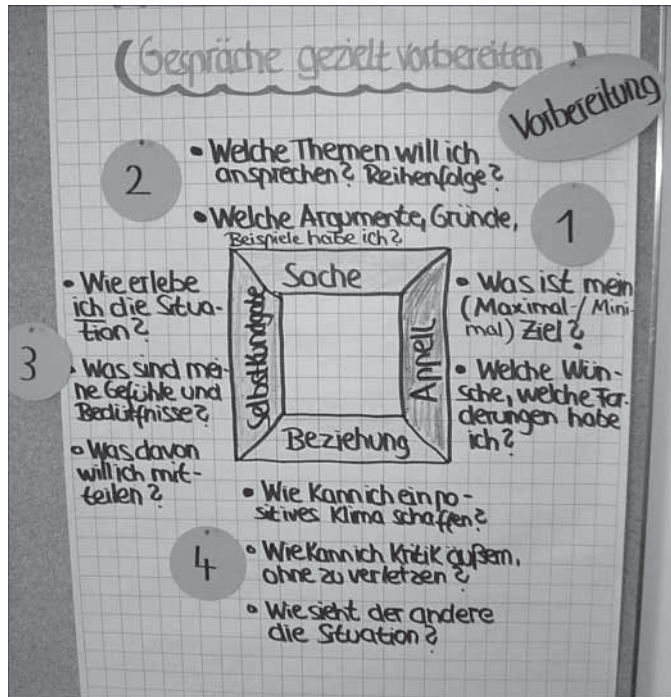 Gespräche gezielt vorbereiten
Vorbereitung
2
• Welche Themen will ich
ansprechen? Reihenfolge?
• Welche Argumente, Gründe,
Beispiele habe ich?
1
• Was ist mein
(Maximal-/Mini-
mal) Ziel?
• Welche Wün-
sche, welche For-
derungen habe
ich?
Sache
Selbstkundgabe
Appell
Beziehung
3
• Wie erlebe
ich die Situa-
tion?
• Was sind mei-
ne Gefühle und
Bedürfnisse?
• Was davon
will ich mit-
teilen?
4
• Wie kann ich ein po-
sitives Klima schaffen?
• Wie kann ich Kritik äußern,
ohne zu verletzen?
• Wie sieht der andere
die Situation?